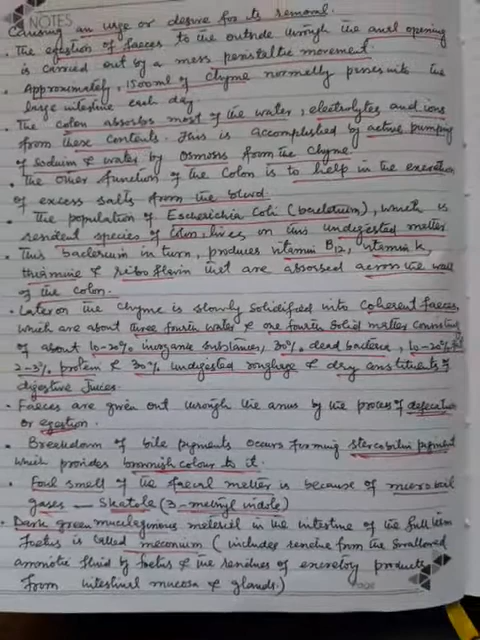 NOTES
Causing an urge or desire for its removal.
• The egestion of faeces to the outside through the anal opening
is carried out by a mass peristaltic movement.
• Approximately, 1500ml of chyme normally passes into the
large intestine each day.
• The colon absorbs most of the water, electrolytes and ions
from these contents. This is accomplished by active pumping
of sodium & water by osmosis from the chyme.
• The other function of the colon is to help in the excretion
of excess salts from the blood.
• The population of Escherichia Coli (bacterium), which is
resident species of colon, lives on this undigested matter
• This bacterium in turn, produces vitamin B12, vitamin K,
thiamine & riboflavin that are absorbed across the wall
of the colon.
• Later on the chyme is slowly solidified into coherent faeces,
which are about three fourth water & one fourth solid matter consisting
of about 10-20% inorganic substances, 30% dead bacteria, 10-20%
2-3% protein & 30% undigested roughage & dry constituents of
digestive juices.
• Faeces are given out through the anus by the process of defecation
or egestion.
• Breakdown of bile pigments occurs forming stercobilin pigment
which provides brownish colour to it.
• Foul smell of the faecal matter is because of microbial
gases — Skatole (3-methyl indole)
• Dark green mucilaginous material in the intestine of the full term
foetus is called meconium (includes residue from the swallowed
amniotic fluid by foetus & the residues of excretory products
from intestinal mucosa & glands.)
PAGE